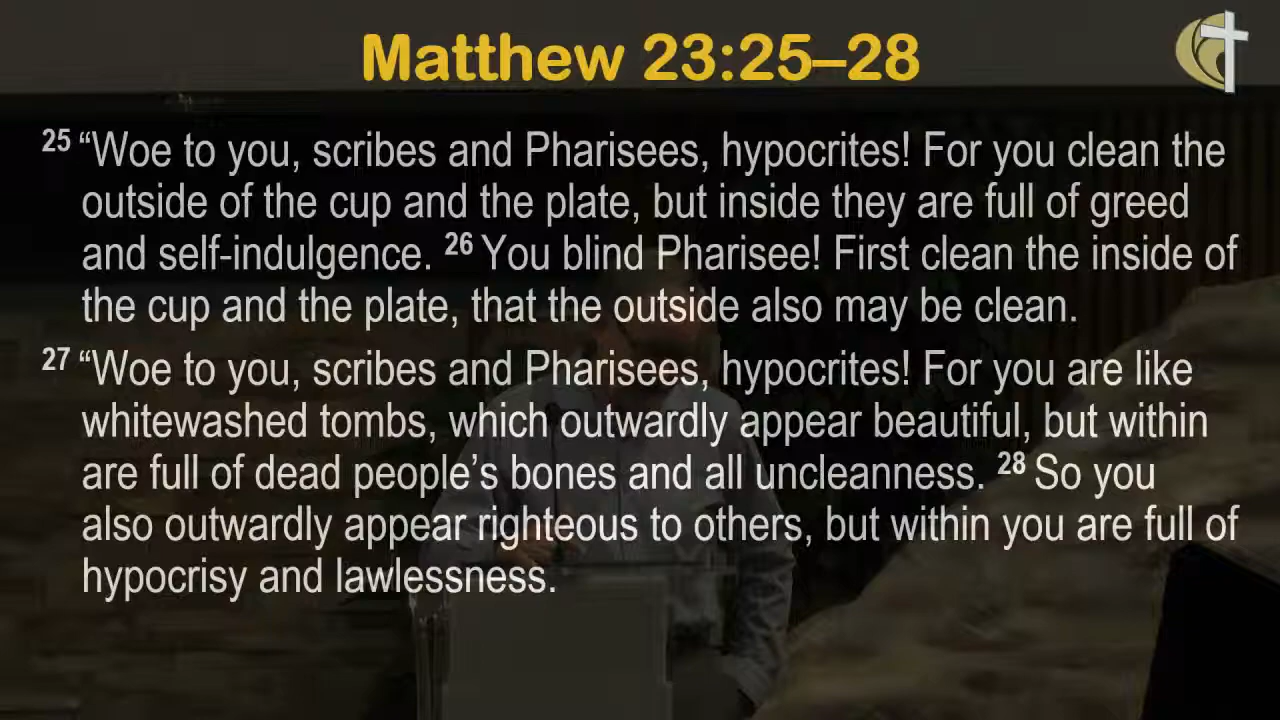 Matthew 23:25–28
25 “Woe to you, scribes and Pharisees, hypocrites! For you clean the
outside of the cup and the plate, but inside they are full of greed
and self-indulgence. 26 You blind Pharisee! First clean the inside of
the cup and the plate, that the outside also may be clean.
27 “Woe to you, scribes and Pharisees, hypocrites! For you are like
whitewashed tombs, which outwardly appear beautiful, but within
are full of dead people’s bones and all uncleanness. 28 So you
also outwardly appear righteous to others, but within you are full of
hypocrisy and lawlessness.